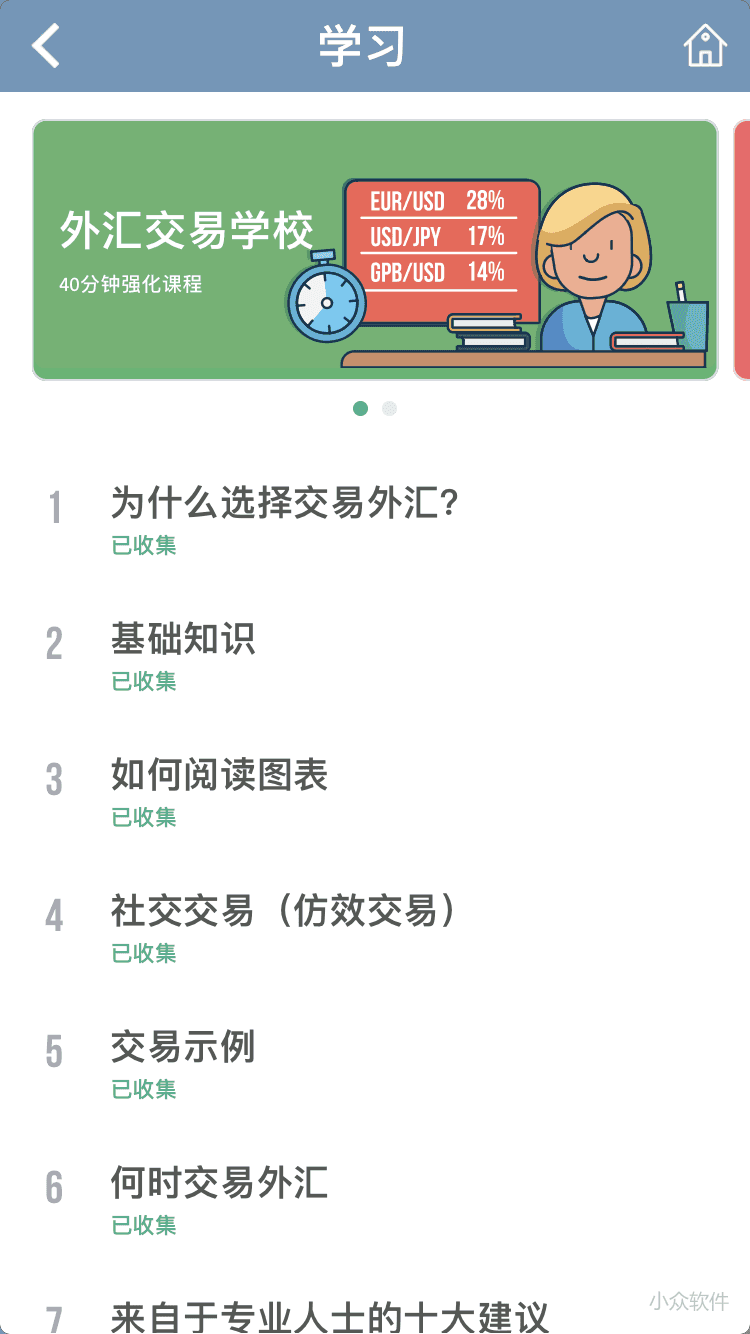 学习
外汇交易学校
40分钟强化课程
EUR/USD 28%
USD/JPY 17%
GPB/USD 14%
1 为什么选择交易外汇?
已收集
2 基础知识
已收集
3 如何阅读图表
已收集
4 社交交易（仿效交易）
已收集
5 交易示例
已收集
6 何时交易外汇
已收集
7 来自于专业人士的十大建议
小众软件